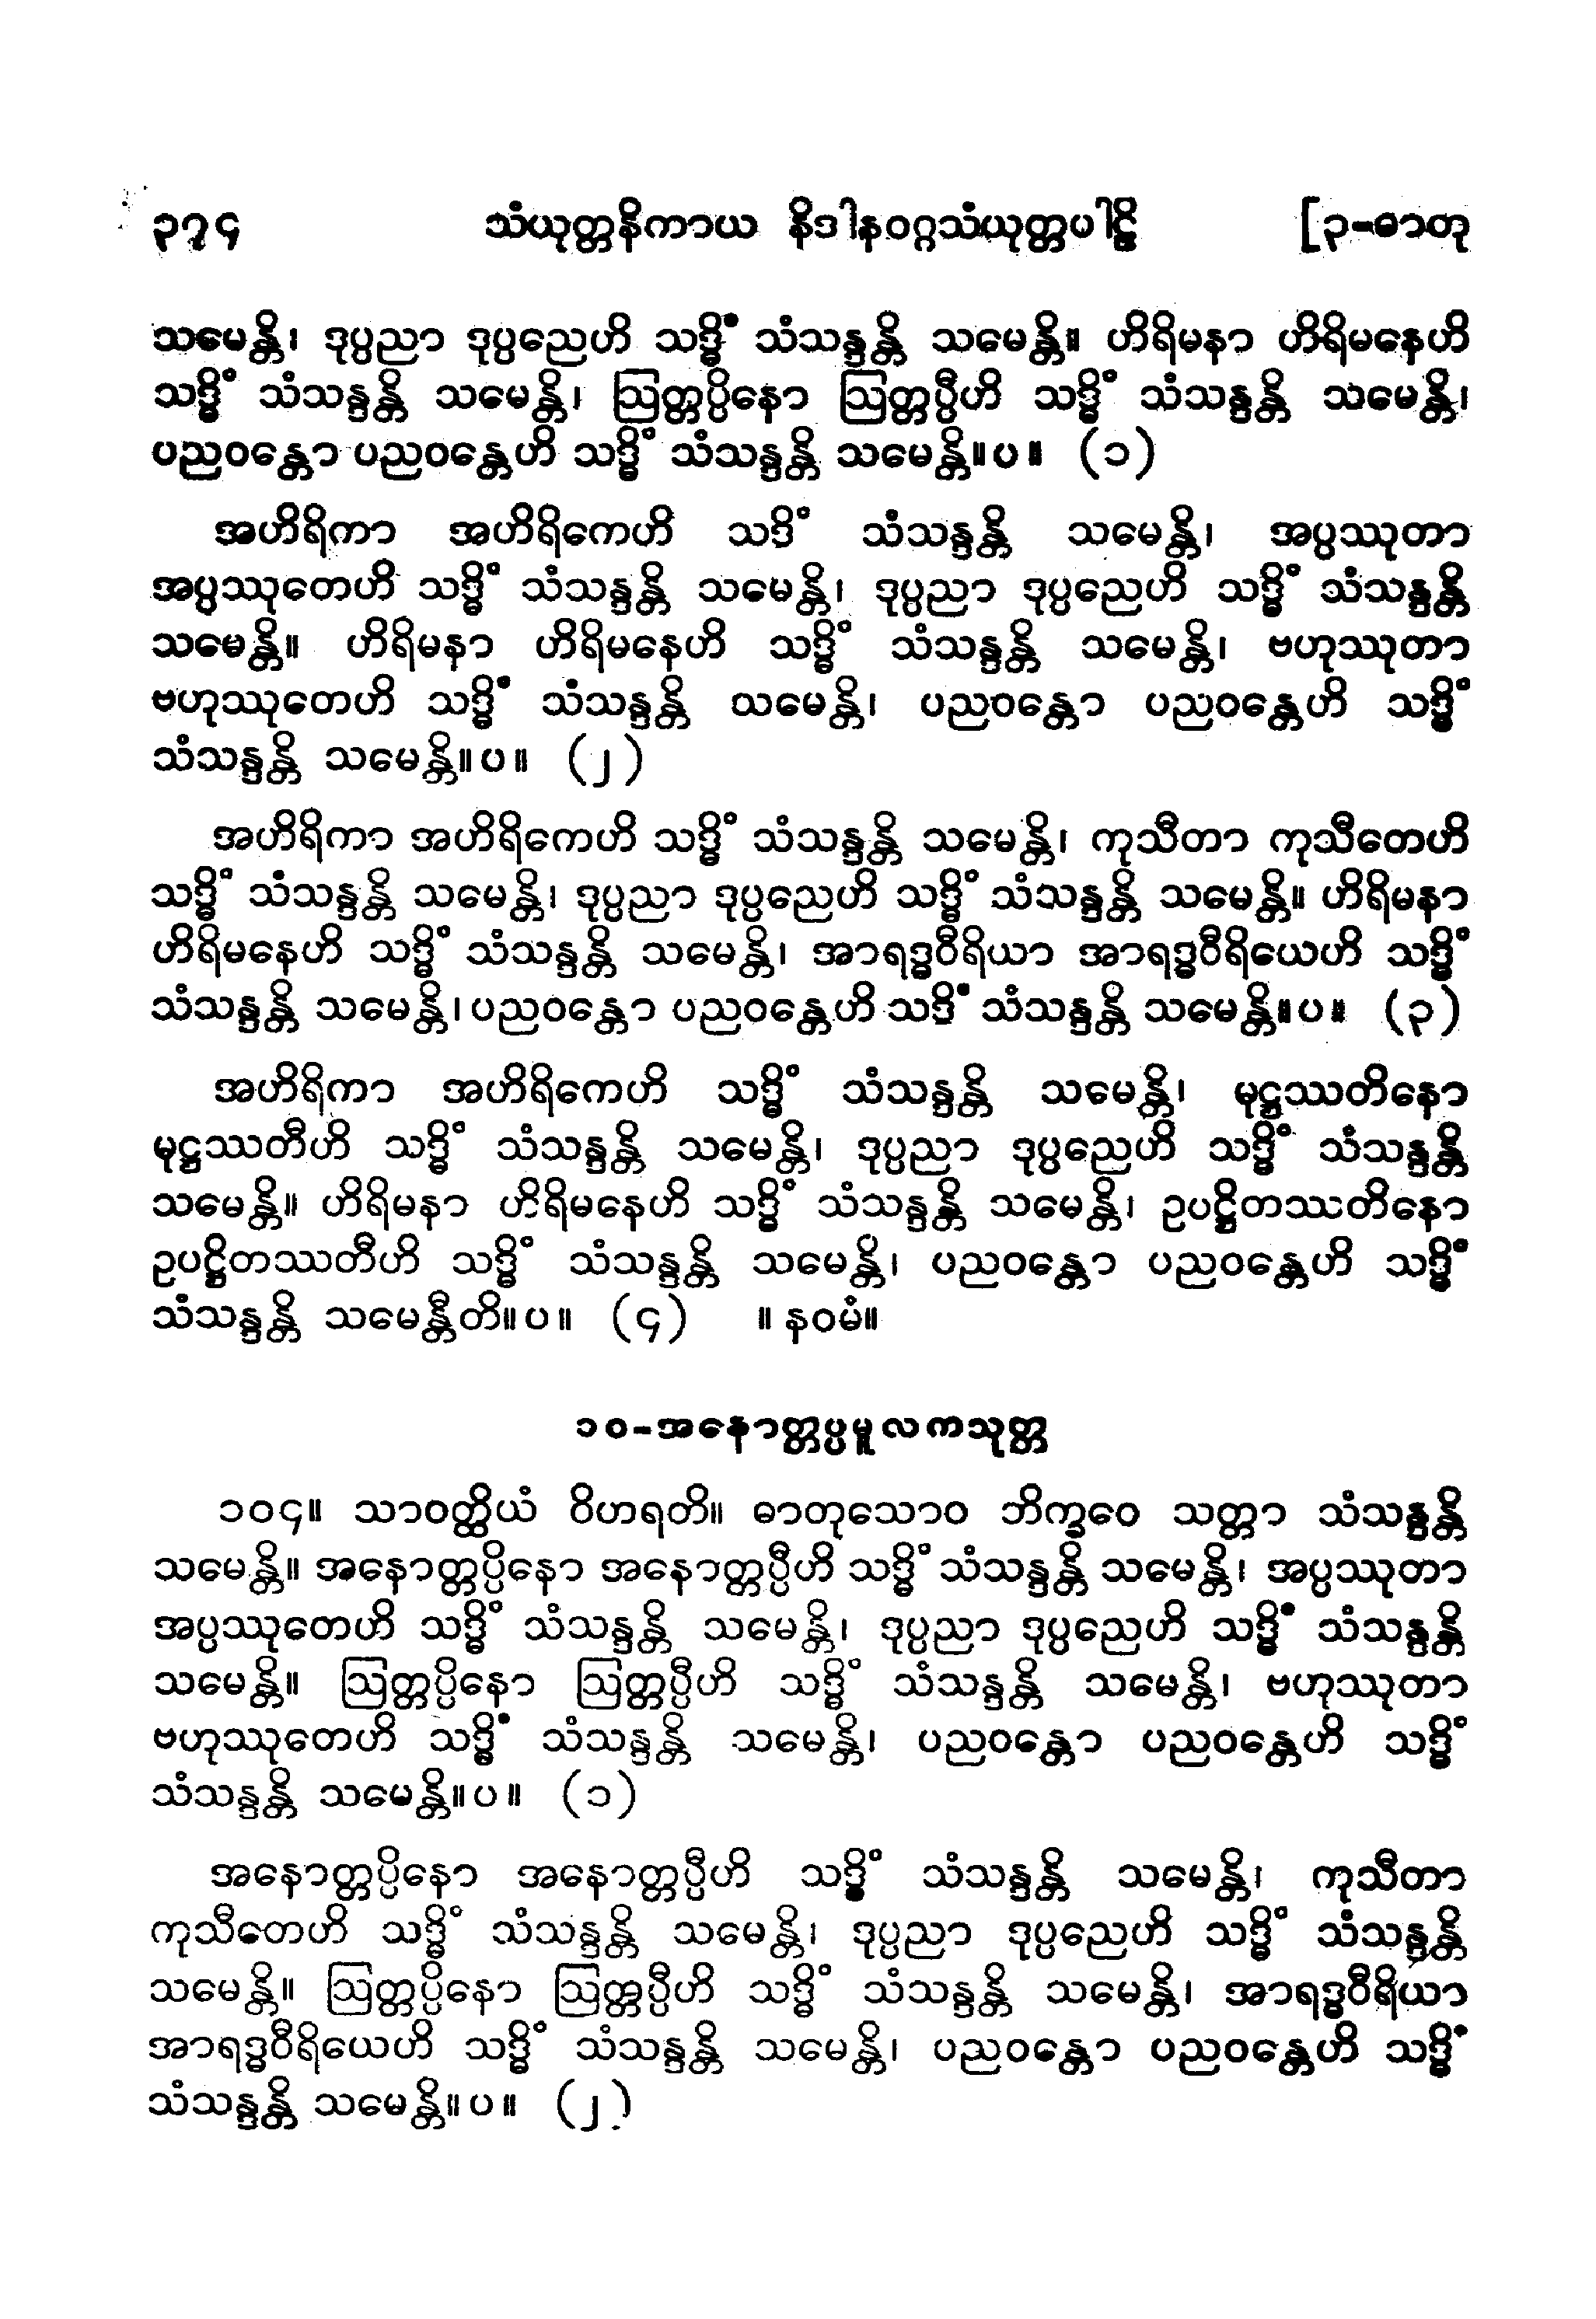 ၃၇၄ သံယုတ္တနိကာယ နိဒါနဝဂ္ဂသံယုတ္တပါဠိ [၃-ဓာတု
သမေန္တိ၊ ဒုပ္ပညာ ဒုပ္ပညေဟိ သဒ္ဓိံ သံသန္ဒန္တိ သမေန္တိ။ ဟိရိမနာ ဟိရိမနေဟိ
သဒ္ဓိံ သံသန္ဒန္တိ သမေန္တိ၊ ဩတ္တပ္ပိနော ဩတ္တပ္ပီဟိ သဒ္ဓိံ သံသန္ဒန္တိ သမေန္တိ၊
ပညဝန္တော ပညဝန္တေဟိ သဒ္ဓိံ သံသန္ဒန္တိ သမေန္တိ။ပ။ (၁)
အဟိရိကာ အဟိရိကေဟိ သဒိံ သံသန္ဒန္တိ သမေန္တိ၊ အပ္ပဿုတာ
အပ္ပဿုတေဟိ သဒ္ဓိံ သံသန္ဒန္တိ သမေန္တိ၊ ဒုပ္ပညာ ဒုပ္ပညေဟိ သဒ္ဓိံ သံသန္ဒန္တိ
သမေန္တိ။ ဟိရိမနာ ဟိရိမနေဟိ သဒ္ဓိံ သံသန္ဒန္တိ သမေန္တိ၊ ဗဟုဿုတာ
ဗဟုဿုတေဟိ သဒ္ဓိံ သံသန္ဒန္တိ သမေန္တိ၊ ပညဝန္တော ပညဝန္တေဟိ သဒ္ဓိံ
သံသန္ဒန္တိ သမေန္တိ။ပ။ (၂)
အဟိရိကာ အဟိရိကေဟိ သဒ္ဓိံ သံသန္ဒန္တိ သမေန္တိ၊ ကုသီတာ ကုသီတေဟိ
သဒ္ဓိံ သံသန္ဒန္တိ သမေန္တိ၊ ဒုပ္ပညာ ဒုပ္ပညေဟိ သဒ္ဓိံ သံသန္ဒန္တိ သမေန္တိ။ ဟိရိမနာ
ဟိရိမနေဟိ သဒ္ဓိံ သံသန္ဒန္တိ သမေန္တိ၊ အာရဒ္ဓဝီရိယာ အာရဒ္ဓဝီရိယေဟိ သဒ္ဓိံ
သံသန္ဒန္တိ သမေန္တိ၊ ပညဝန္တော ပညဝန္တေဟိ သဒ္ဓိံ သံသန္ဒန္တိ သမေန္တိ။ပ။ (၃)
အဟိရိကာ အဟိရိကေဟိ သဒ္ဓိံ သံသန္ဒန္တိ သမေန္တိ၊ မုဋ္ဌဿတိနော
မုဋ္ဌဿတီဟိ သဒ္ဓိံ သံသန္ဒန္တိ သမေန္တိ၊ ဒုပ္ပညာ ဒုပ္ပညေဟိ သဒ္ဓိံ သံသန္ဒန္တိ
သမေန္တိ။ ဟိရိမနာ ဟိရိမနေဟိ သဒ္ဓိံ သံသန္ဒန္တိ သမေန္တိ၊ ဥပဋ္ဌိတဿတိနော
ဥပဋ္ဌိတဿတီဟိ သဒ္ဓိံ သံသန္ဒန္တိ သမေန္တိ၊ ပညဝန္တော ပညဝန္တေဟိ သဒ္ဓိံ
သံသန္ဒန္တိ သမေန္တီတိ။ပ။ (၄) ။ နဝမံ။
၁၀-အနောတ္တပ္ပမူလကသုတ္တ
၁၀၄။ သာဝတ္ထိယံ ဝိဟရတိ။ ဓာတုသောဝ ဘိက္ခဝေ သတ္တာ သံသန္ဒန္တိ
သမေန္တိ။ အနောတ္တပ္ပိနော အနောတ္တပ္ပီဟိ သဒ္ဓိံ သံသန္ဒန္တိ သမေန္တိ၊ အပ္ပဿုတာ
အပ္ပဿုတေဟိ သဒ္ဓိံ သံသန္ဒန္တိ သမေန္တိ၊ ဒုပ္ပညာ ဒုပ္ပညေဟိ သဒ္ဓိံ သံသန္ဒန္တိ
သမေန္တိ။ ဩတ္တပ္ပိနော ဩတ္တပ္ပီဟိ သဒ္ဓိံ သံသန္ဒန္တိ သမေန္တိ၊ ဗဟုဿုတာ
ဗဟုဿုတေဟိ သဒ္ဓိံ သံသန္ဒန္တိ သမေန္တိ၊ ပညဝန္တော ပညဝန္တေဟိ သဒ္ဓိံ
သံသန္ဒန္တိ သမေန္တိ။ပ။ (၁)
အနောတ္တပ္ပိနော အနောတ္တပ္ပီဟိ သဒ္ဓိံ သံသန္ဒန္တိ သမေန္တိ၊ ကုသီတာ
ကုသီတေဟိ သဒ္ဓိံ သံသန္ဒန္တိ သမေန္တိ၊ ဒုပ္ပညာ ဒုပ္ပညေဟိ သဒ္ဓိံ သံသန္ဒန္တိ
သမေန္တိ။ ဩတ္တပ္ပိနော ဩတ္တပ္ပီဟိ သဒ္ဓိံ သံသန္ဒန္တိ သမေန္တိ၊ အာရဒ္ဓဝီရိယာ
အာရဒ္ဓဝီရိယေဟိ သဒ္ဓိံ သံသန္ဒန္တိ သမေန္တိ၊ ပညဝန္တော ပညဝန္တေဟိ သဒ္ဓိံ
သံသန္ဒန္တိ သမေန္တိ။ပ။ (၂)